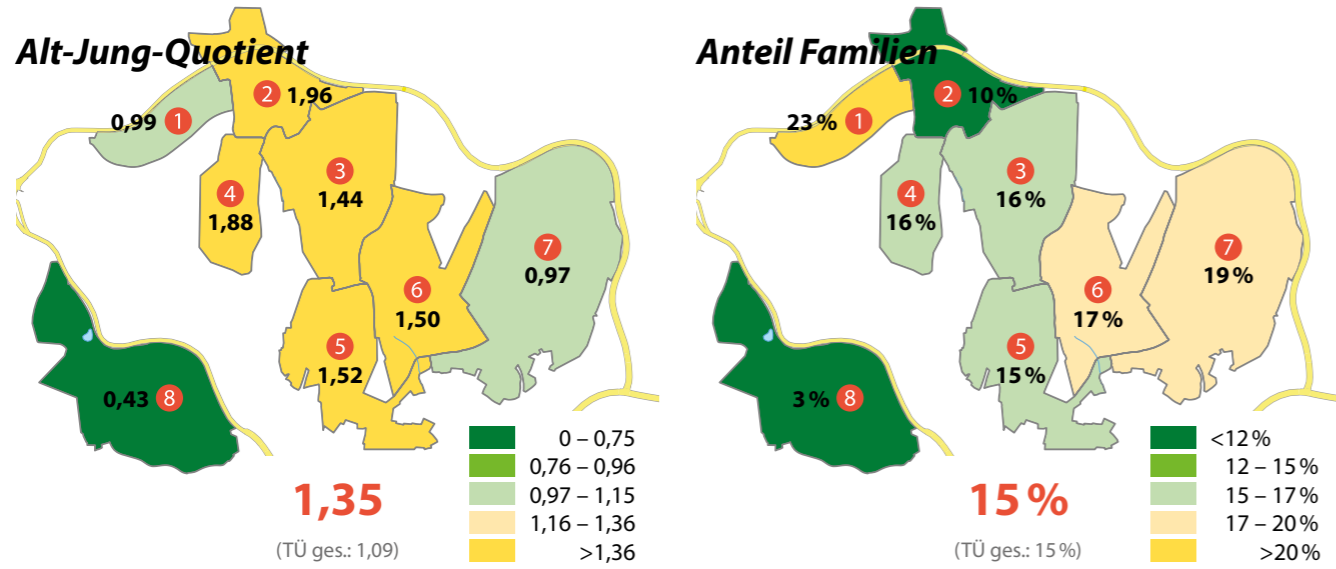 Alt-Jung-Quotient
2 1,96
0,99 1
3
1,44
4
1,88
7
0,97
6
1,50
5
1,52
0,43 8
0 – 0,75
0,76 – 0,96
0,97 – 1,15
1,16 – 1,36
>1,36
1,35
(TÜ ges.: 1,09)
Anteil Familien
2 10 %
23 % 1
3
16 %
4
16 %
7
19 %
6
17 %
5
15 %
3 % 8
<12 %
12 – 15 %
15 – 17 %
17 – 20 %
>20 %
15 %
(TÜ ges.: 15 %)